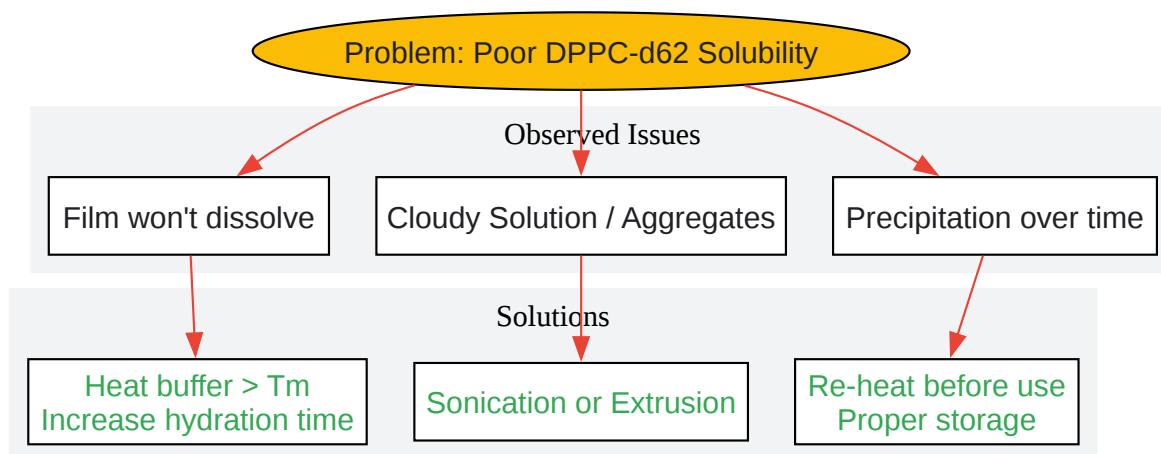 Problem: Poor DPPC-d62 Solubility
Observed Issues
Film won't dissolve
Cloudy Solution / Aggregates
Precipitation over time
Solutions
Heat buffer > Tm
Increase hydration time
Sonication or Extrusion
Re-heat before use
Proper storage